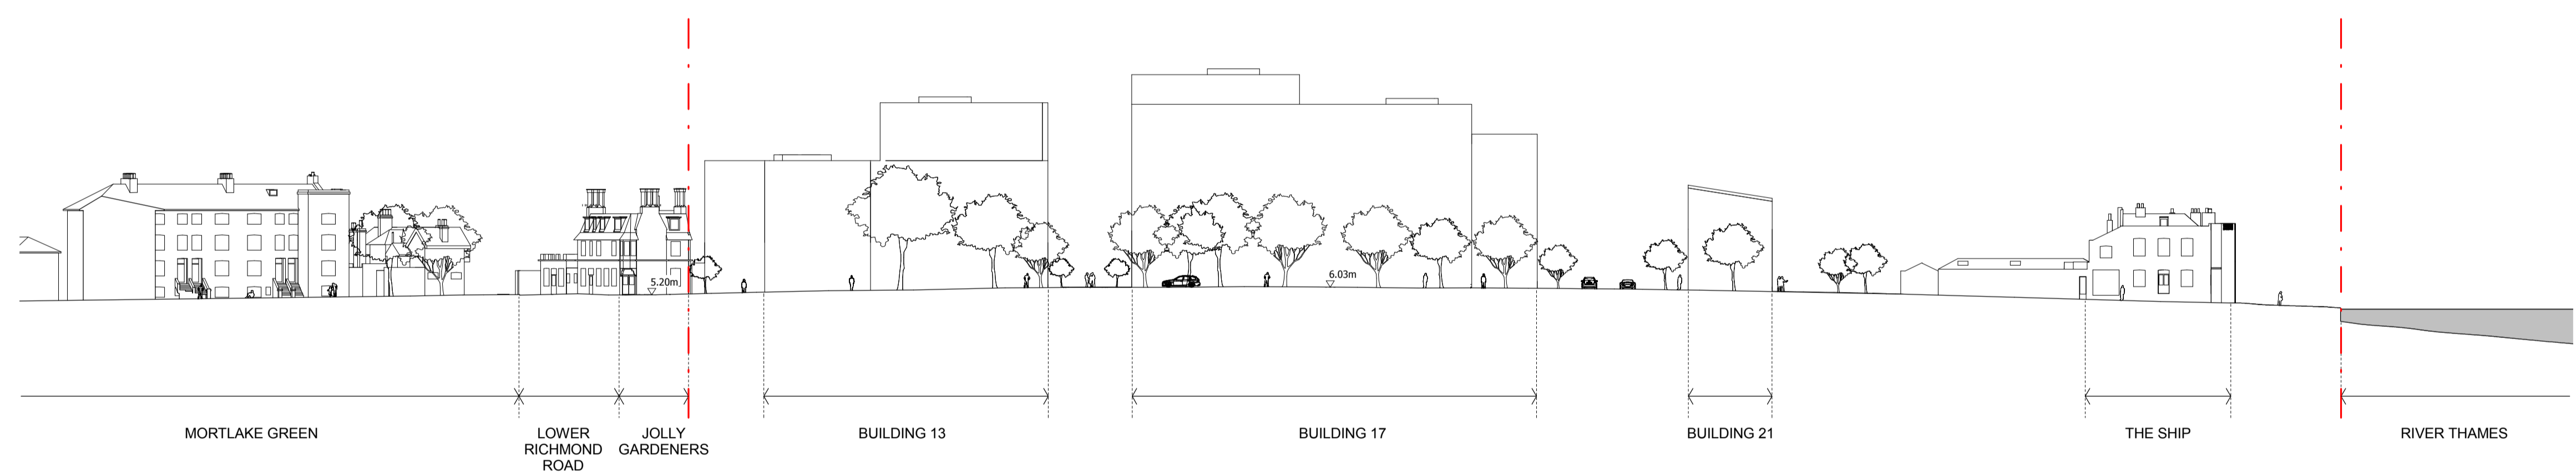 5.20m
6.03m
MORTLAKE GREEN
LOWER
RICHMOND
ROAD
JOLLY
GARDENERS
BUILDING 13
BUILDING 17
BUILDING 21
THE SHIP
RIVER THAMES